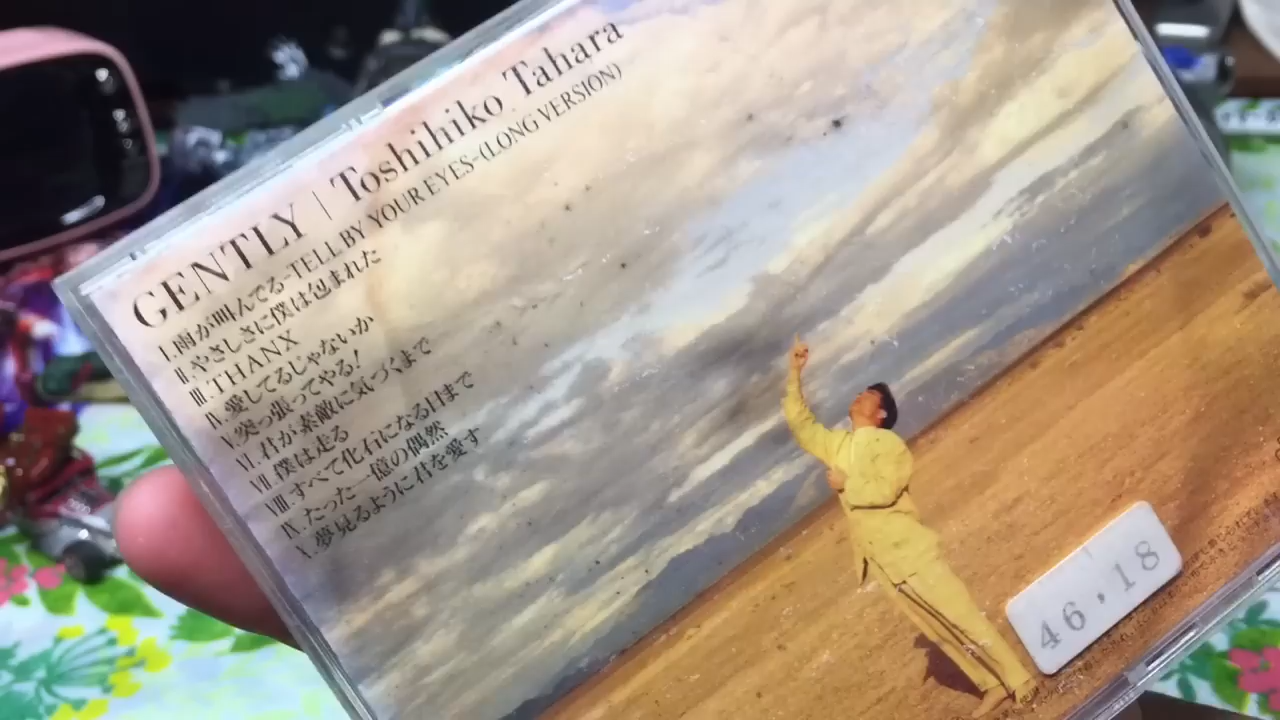 GENTLY | Toshihiko Tahara
I.雨が叫んでる-TELL BY YOUR EYES-(LONG VERSION)
II.やさしさに僕は包まれた
III.THANX
IV.愛してるじゃないか
V.突っ張ってやる!
VI.君が素敵に気づくまで
VII.僕は走る
VIII.すべて化石になる日まで
IX.たった一億の偶然
X.夢見るように君を愛す
46,18